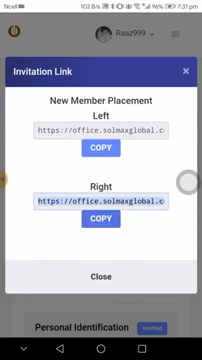 Ncell
102 B/s 96% 7:31 pm
Raaz999
Invitation Link ×
New Member Placement
Left
https://office.solmaxglobal.c
COPY
Right
https://office.solmaxglobal.c
COPY
Close
Personal Identification Verified